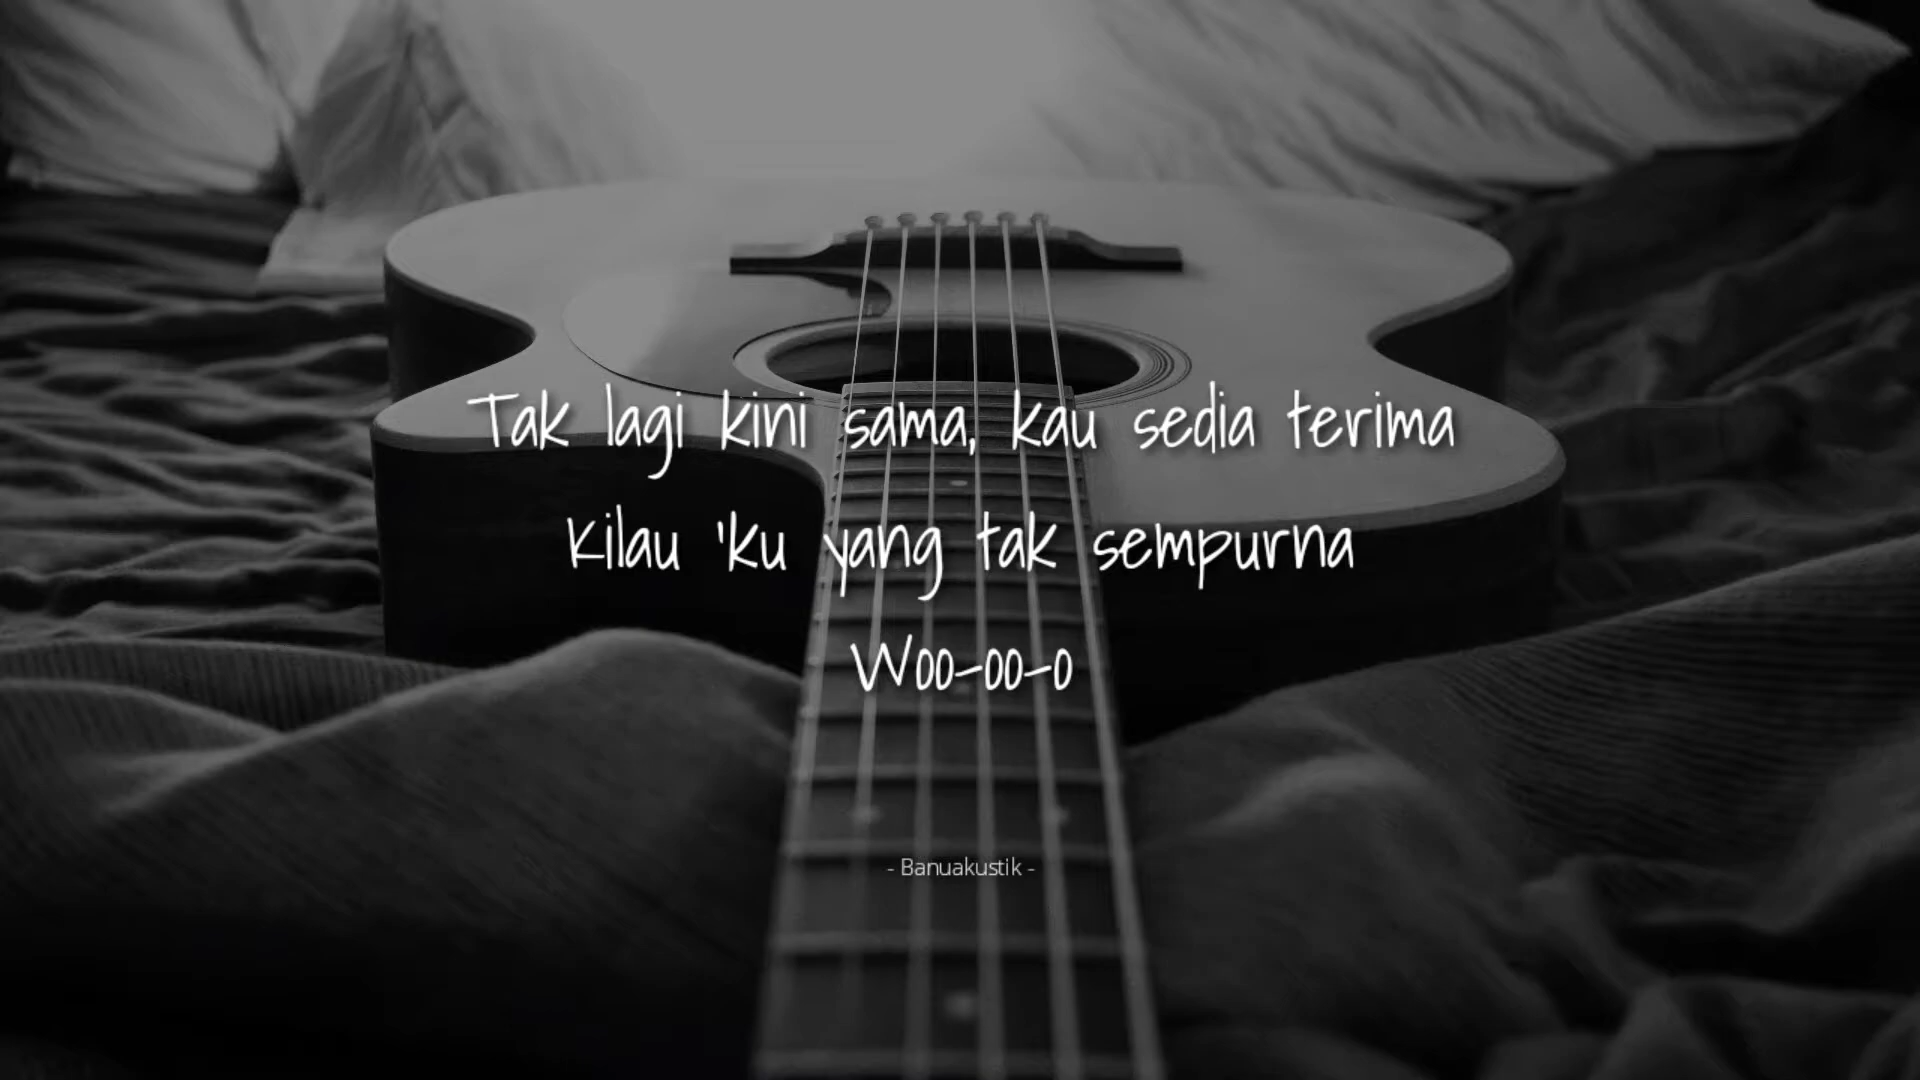 Tak lagi kini sama, kau sedia terima
Kilau 'ku yang tak sempurna
Woo-oo-o
- Banuakustik -